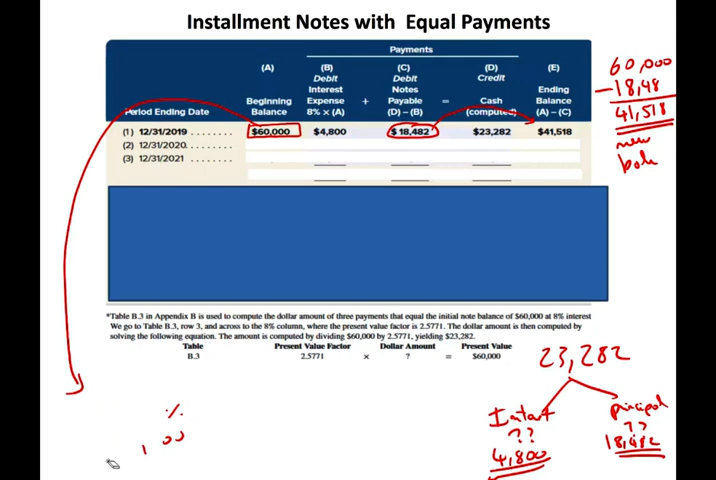 Installment Notes with Equal Payments
Payments
(A) (B) (C) (D) (E)
Debit Debit Credit
Interest Notes Ending
Beginning Expense + Payable = Cash Balance
Period Ending Date Balance 8% × (A) (D) – (B) (computed) (A) – (C)
(1) 12/31/2019 ........ $60,000 $4,800 $18,482 $23,282 $41,518
(2) 12/31/2020 ........
(3) 12/31/2021 ........
60,000
- 18,48
41,518
new
*Table B.3 in Appendix B is used to compute the dollar amount of three payments that equal the initial note balance of $60,000 at 8% interest
We go to Table B.3, row 3, and across to the 8% column, where the present value factor is 2.5771. The dollar amount is then computed by
solving the following equation. The amount is computed by dividing $60,000 by 2.5771, yielding $23,282.
Table Present Value Factor Dollar Amount Present Value
B.3 2.5771 × ? = $60,000
23,282
principal
??
18,482
??
4,800
%